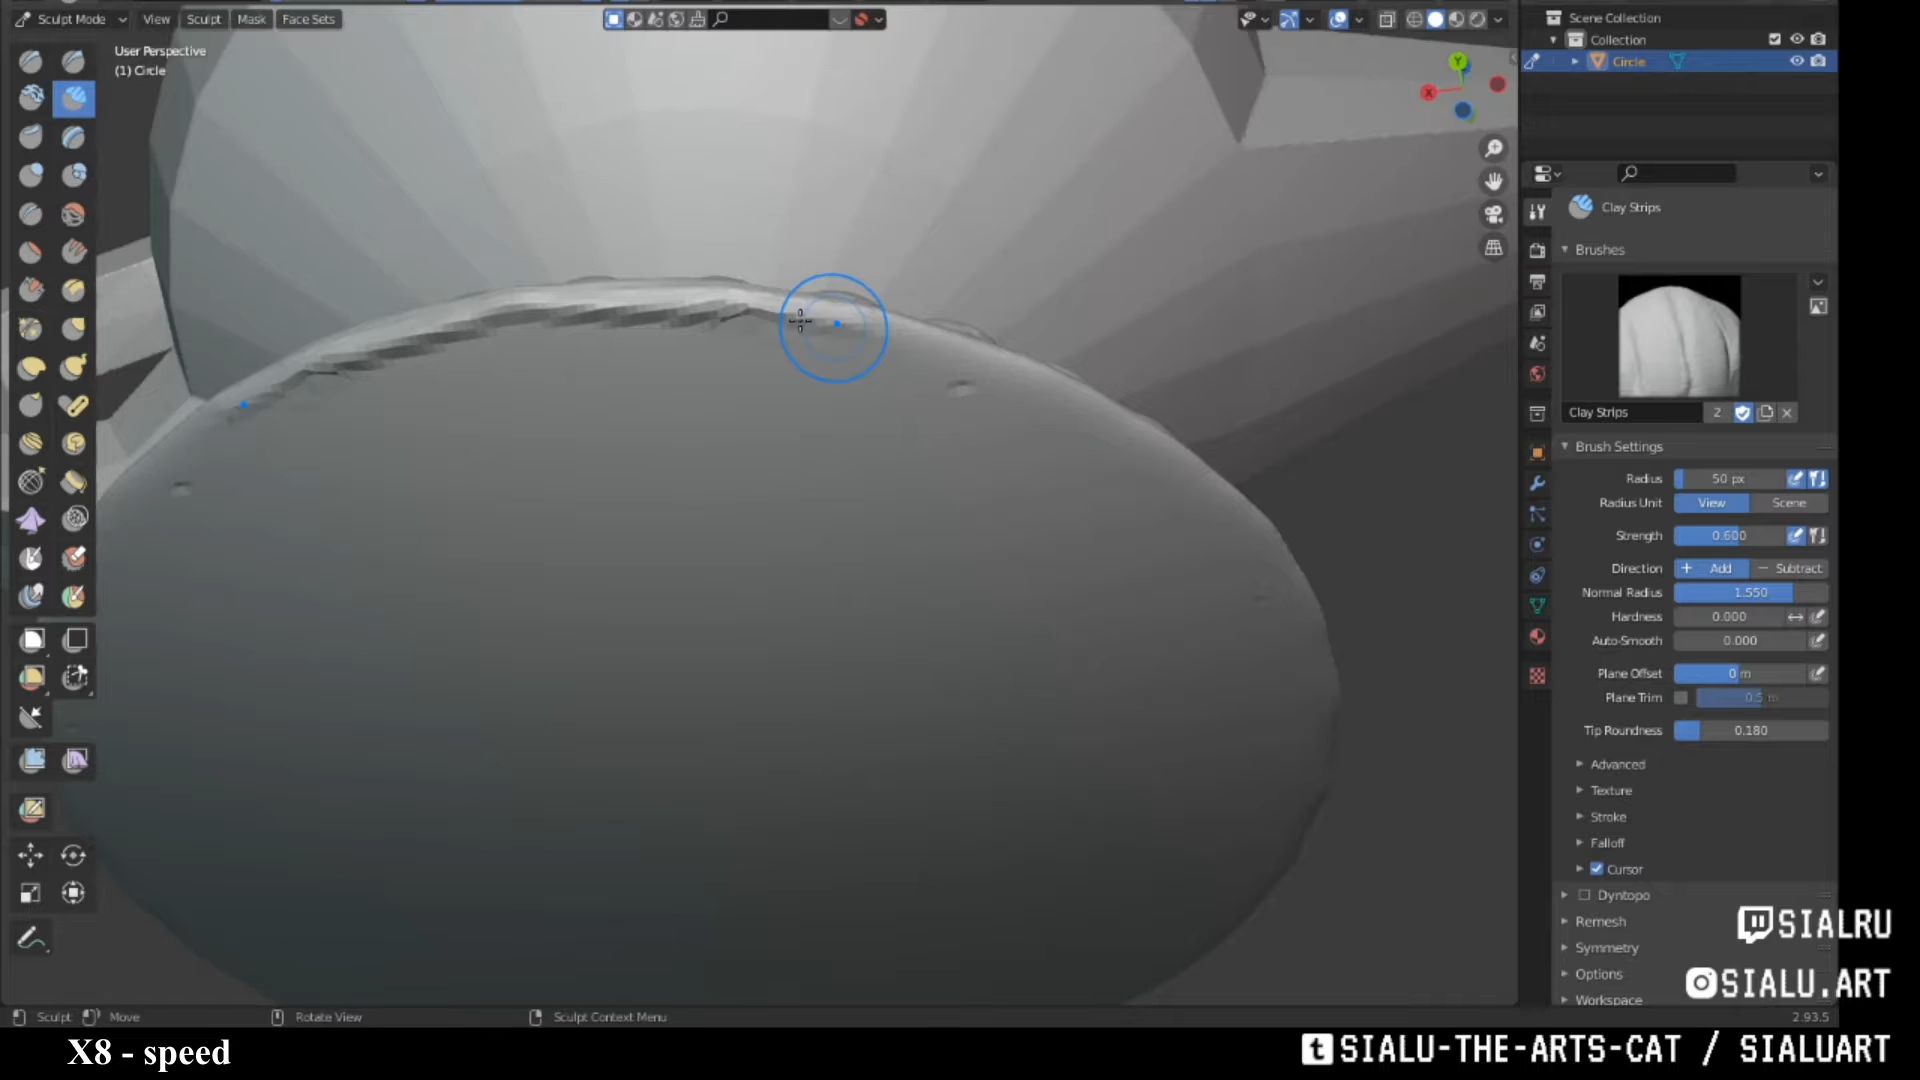 Sculpt Mode View Sculpt Mask Face Sets
User Perspective
(1) Circle
Y
X
Scene Collection
Collection
Circle
Clay Strips
Brushes
Clay Strips 2
Brush Settings
Radius 50 px
Radius Unit View Scene
Strength 0.600
Direction + Add − Subtract
Normal Radius 1.550
Hardness 0.000
Auto-Smooth 0.000
Plane Offset 0 m
Plane Trim 0.5 m
Tip Roundness 0.180
Advanced
Texture
Stroke
Falloff
Cursor
Dyntopo
Remesh
Symmetry
Options
Workspace
SIALRU
SIALU.ART
Sculpt Move Rotate View Sculpt Context Menu 2.93.5
X8 - speed
t SIALU-THE-ARTS-CAT / SIALUART